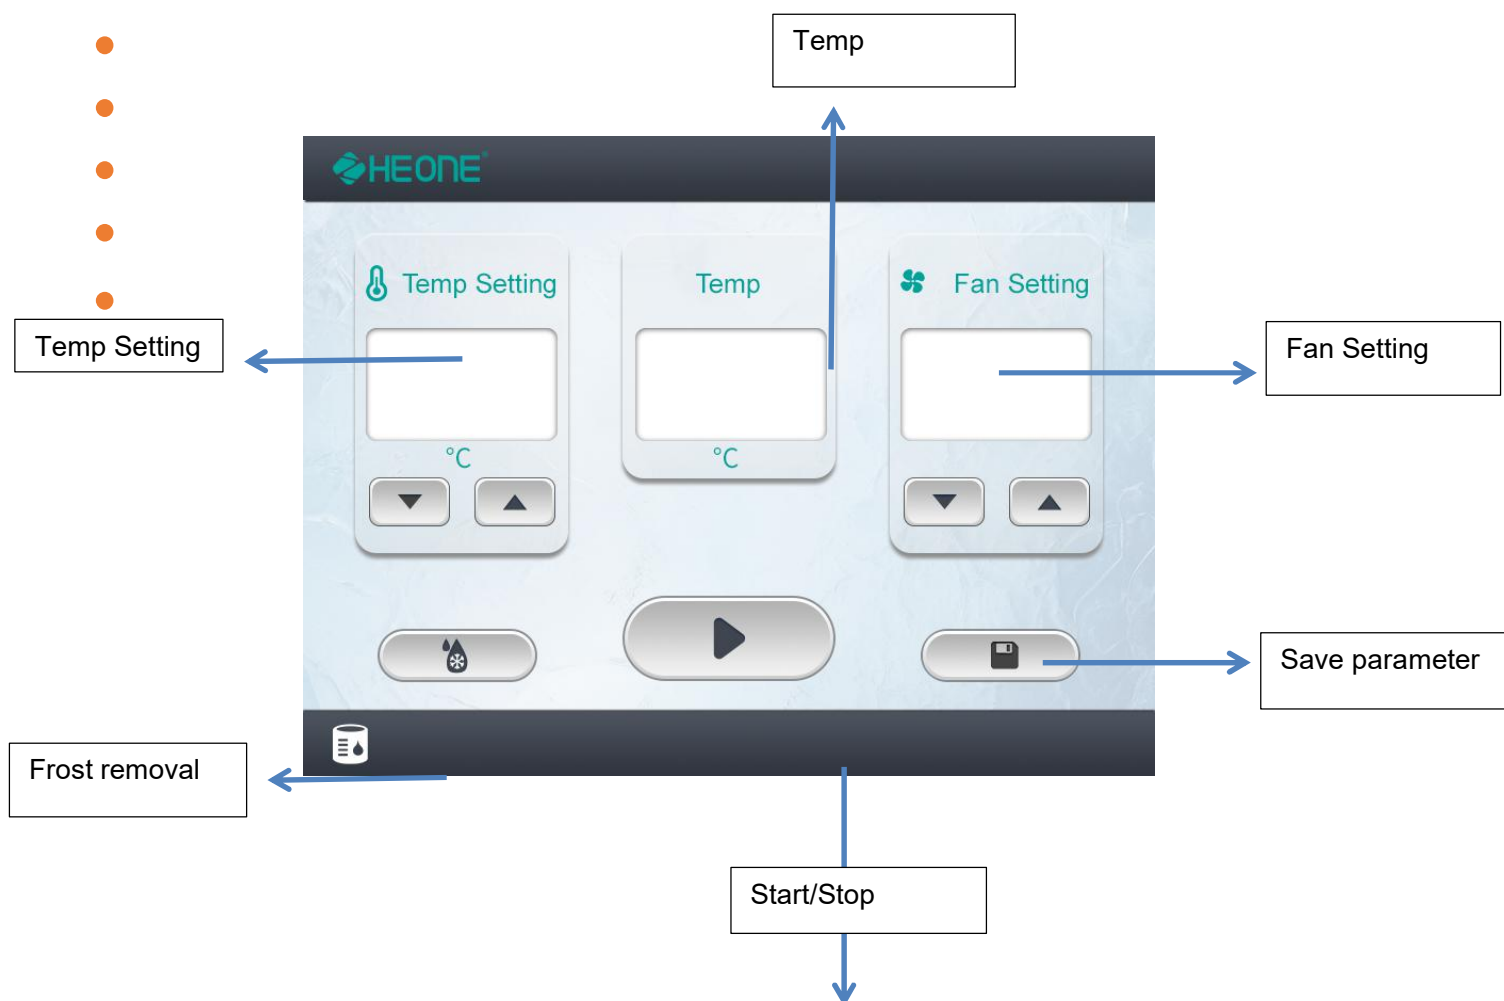 Temp
HEONE
Temp Setting
Temp
Fan Setting
Temp Setting
Fan Setting
°C
°C
Save parameter
Frost removal
Start/Stop